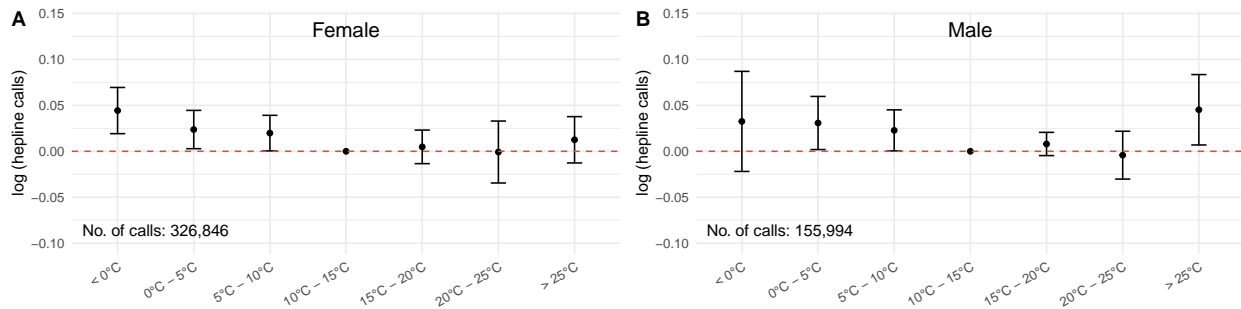 A
Female
log (hepline calls)
0.15
0.10
0.05
0.00
−0.05
−0.10
No. of calls: 326,846
< 0°C
0°C − 5°C
5°C − 10°C
10°C − 15°C
15°C − 20°C
20°C − 25°C
> 25°C
B
Male
log (hepline calls)
0.15
0.10
0.05
0.00
−0.05
−0.10
No. of calls: 155,994
< 0°C
0°C − 5°C
5°C − 10°C
10°C − 15°C
15°C − 20°C
20°C − 25°C
> 25°C